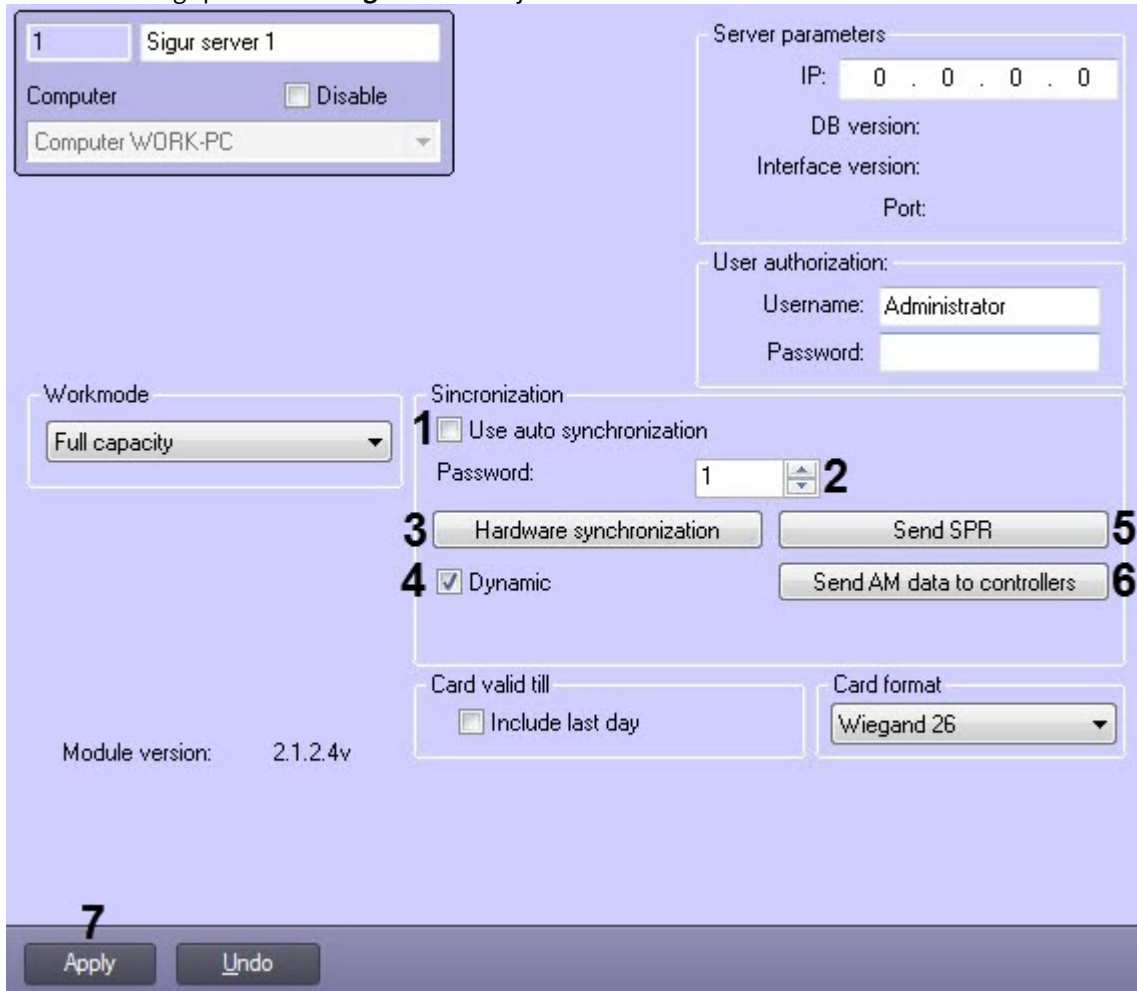 1 Sigur server 1
Computer Disable
Computer WORK-PC
Server parameters
IP: 0 . 0 . 0 . 0
DB version:
Interface version:
Port:
User authorization:
Username: Administrator
Password:
Workmode
Full capacity
Sincronization
1 Use auto synchronization
Password: 1 2
3 Hardware synchronization Send SPR 5
4 Dynamic Send AM data to controllers 6
Card valid till
Include last day
Card format
Wiegand 26
Module version: 2.1.2.4v
7
Apply Undo